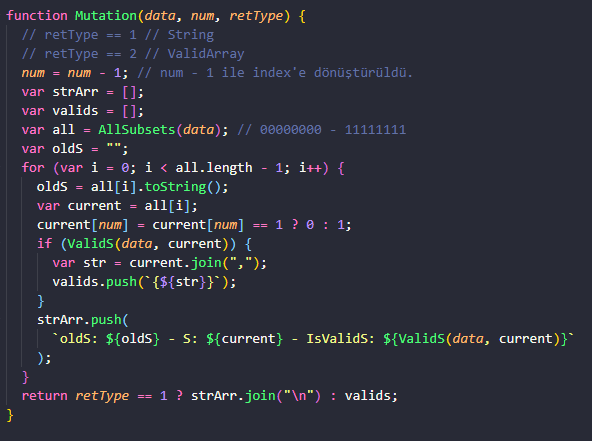 function Mutation(data, num, retType) {
  // retType == 1 // String
  // retType == 2 // ValidArray
  num = num - 1; // num - 1 ile index'e dönüştürüldü.
  var strArr = [];
  var valids = [];
  var all = AllSubsets(data); // 00000000 - 11111111
  var oldS = "";
  for (var i = 0; i < all.length - 1; i++) {
    oldS = all[i].toString();
    var current = all[i];
    current[num] = current[num] == 1 ? 0 : 1;
    if (ValidS(data, current)) {
      var str = current.join(",");
      valids.push(`{${str}}`);
    }
    strArr.push(
      `oldS: ${oldS} - S: ${current} - IsValidS: ${ValidS(data, current)}`
    );
  }
  return retType == 1 ? strArr.join("\n") : valids;
}